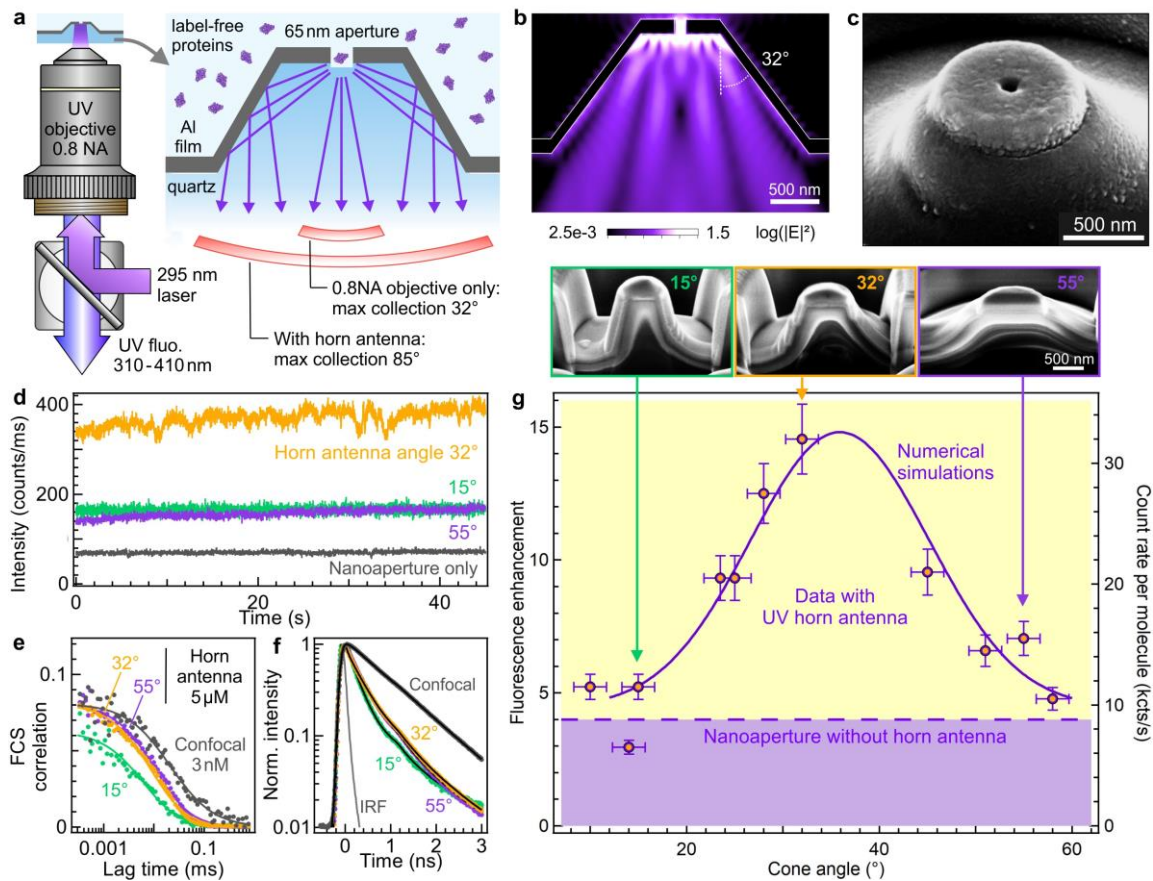 a
label-free
proteins
65 nm aperture
UV
objective
0.8 NA
Al
film
quartz
295 nm
laser
0.8NA objective only:
max collection 32°
With horn antenna:
max collection 85°
UV fluo.
310-410 nm
b
32°
500 nm
2.5e-3
1.5
log(|E|²)
c
500 nm
15°
32°
55°
500 nm
d
Intensity (counts/ms)
400
200
0
Horn antenna angle 32°
15°
55°
Nanoaperture only
0
20
40
Time (s)
e
FCS
correlation
0.1
0
32°
55°
15°
Horn
antenna
5 µM
Confocal
3 nM
0.001
0.1
Lag time (ms)
f
Norm. intensity
1
0.1
0.01
Confocal
32°
15°
55°
IRF
0
1
2
3
Time (ns)
g
Fluorescence enhancement
15
10
5
0
Numerical
simulations
Data with
UV horn antenna
Nanoaperture without horn antenna
20
40
60
Cone angle (°)
30
20
10
0
Count rate per molecule (kcts/s)